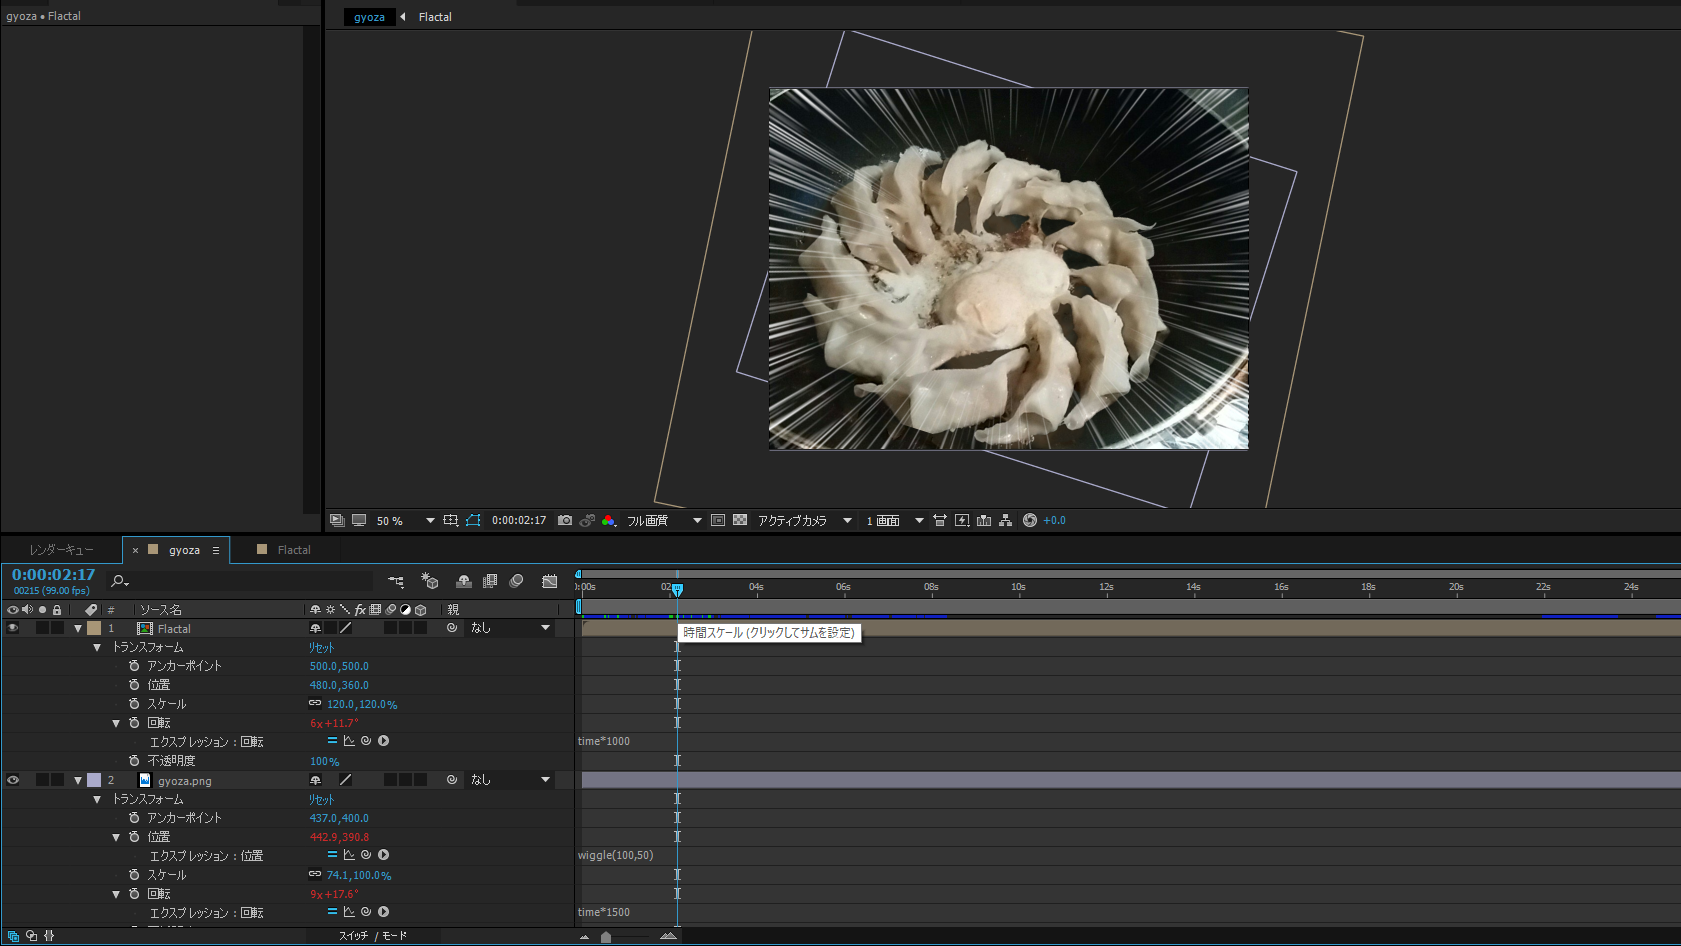 gyoza • Flactal
gyoza
Flactal
50 %
0:00:02:17
フル画質
アクティブカメラ
1 画面
+0.0
レンダーキュー
× gyoza
Flactal
0:00:02:17
00215 (99.00 fps)
):00s
02
04s
06s
08s
10s
12s
14s
16s
18s
20s
22s
24s
#
ソース名
fx
親
1
Flactal
なし
時間スケール (クリックしてサムを設定)
トランスフォーム
リセット
アンカーポイント
500.0,500.0
位置
480.0,360.0
スケール
120.0,120.0%
回転
6x+11.7°
エクスプレッション : 回転
time*1000
不透明度
100%
2
gyoza.png
なし
トランスフォーム
リセット
アンカーポイント
437.0,400.0
位置
442.9,390.8
エクスプレッション : 位置
wiggle(100,50)
スケール
74.1,100.0%
回転
9x+17.6°
エクスプレッション : 回転
time*1500
スイッチ / モード